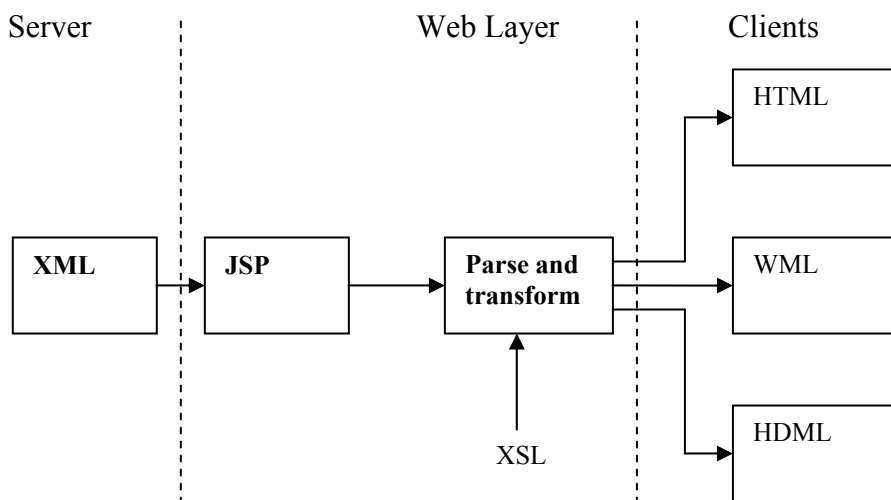 Server
Web Layer
Clients
HTML
XML
JSP
Parse and
transform
WML
XSL
HDML